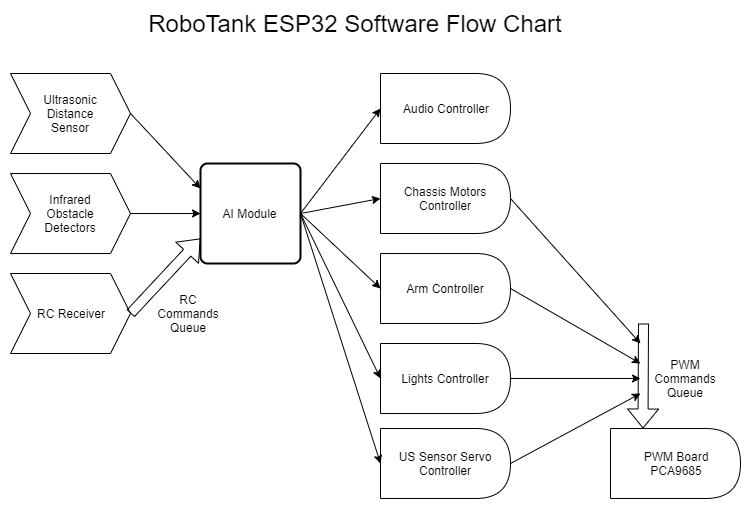 RoboTank ESP32 Software Flow Chart
Ultrasonic
Distance
Sensor
Audio Controller
Infrared
Obstacle
Detectors
AI Module
Chassis Motors
Controller
RC Receiver
RC
Commands
Queue
Arm Controller
Lights Controller
PWM
Commands
Queue
US Sensor Servo
Controller
PWM Board
PCA9685